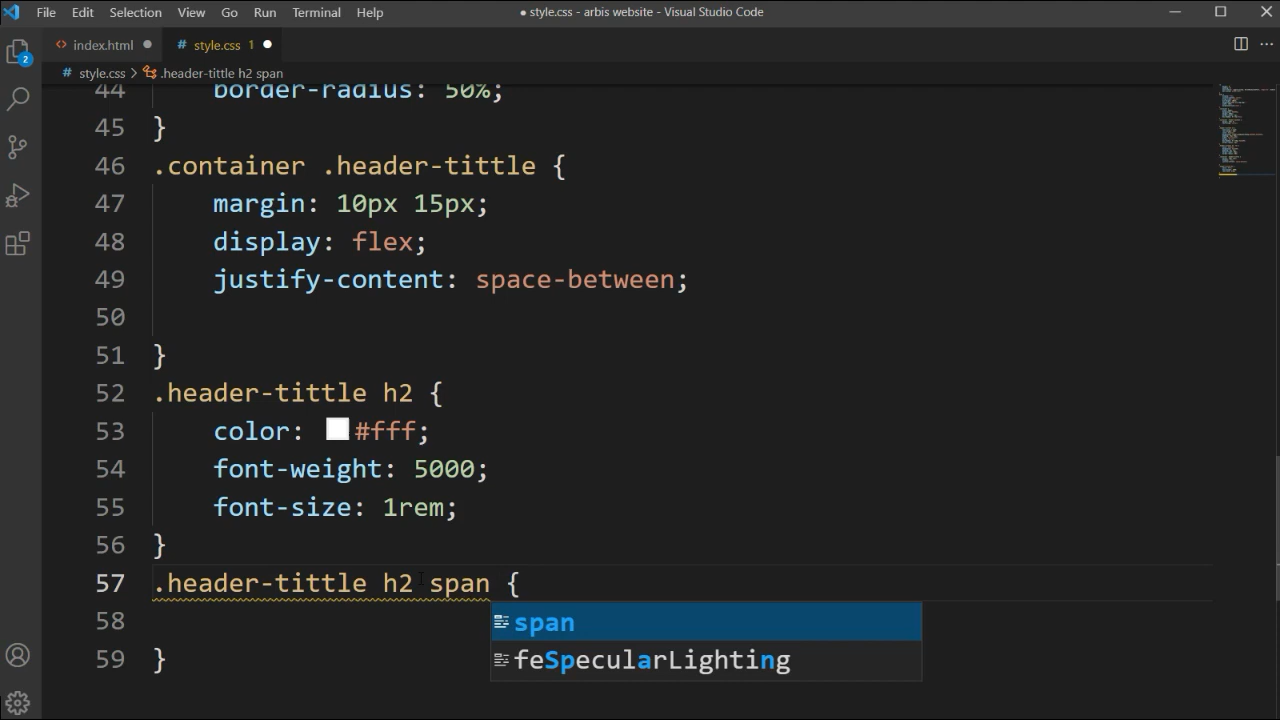 File Edit Selection View Go Run Terminal Help
● style.css - arbis website - Visual Studio Code
index.html ●
# style.css 1 ●
2
# style.css > .header-tittle h2 span
44 border-radius: 50%;
45 }
46 .container .header-tittle {
47 margin: 10px 15px;
48 display: flex;
49 justify-content: space-between;
50
51 }
52 .header-tittle h2 {
53 color: #fff;
54 font-weight: 5000;
55 font-size: 1rem;
56 }
57 .header-tittle h2 span {
58
span
59 }
feSpecularLighting